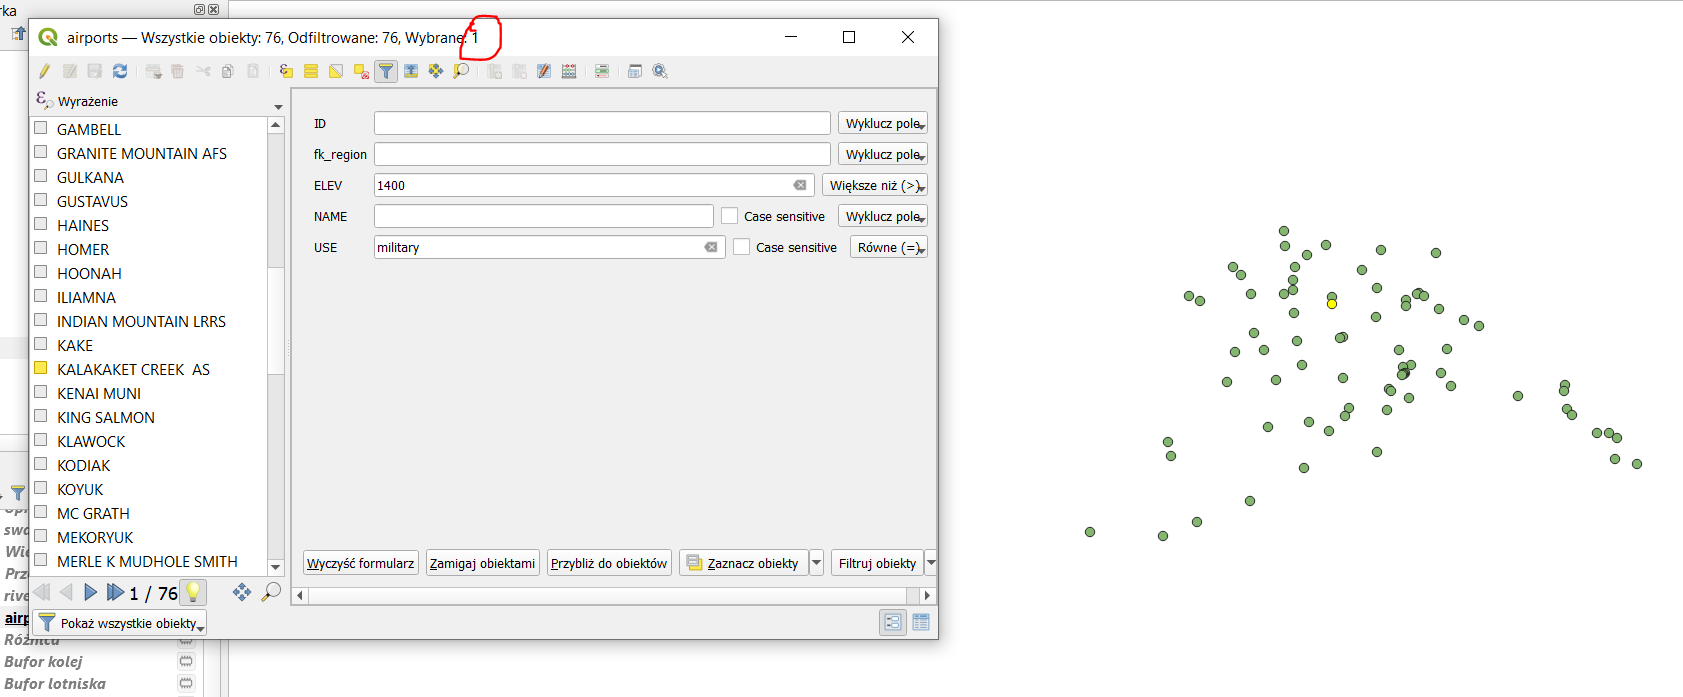 rka
airports — Wszystkie obiekty: 76, Odfiltrowane: 76, Wybrane: 1
Wyrażenie
GAMBELL
GRANITE MOUNTAIN AFS
GULKANA
GUSTAVUS
HAINES
HOMER
HOONAH
ILIAMNA
INDIAN MOUNTAIN LRRS
KAKE
KALAKAKET CREEK AS
KENAI MUNI
KING SALMON
KLAWOCK
KODIAK
KOYUK
MC GRATH
MEKORYUK
MERLE K MUDHOLE SMITH
1 / 76
Pokaż wszystkie obiekty
ID Wyklucz pole
fk_region Wyklucz pole
ELEV 1400 Większe niż (>)
NAME Case sensitive Wyklucz pole
USE military Case sensitive Równe (=)
Wyczyść formularz Zamigaj obiektami Przybliż do obiektów Zaznacz obiekty Filtruj obiekty
swa
Wie
Prz
rive
airp
Różnica
Bufor kolej
Bufor lotniska